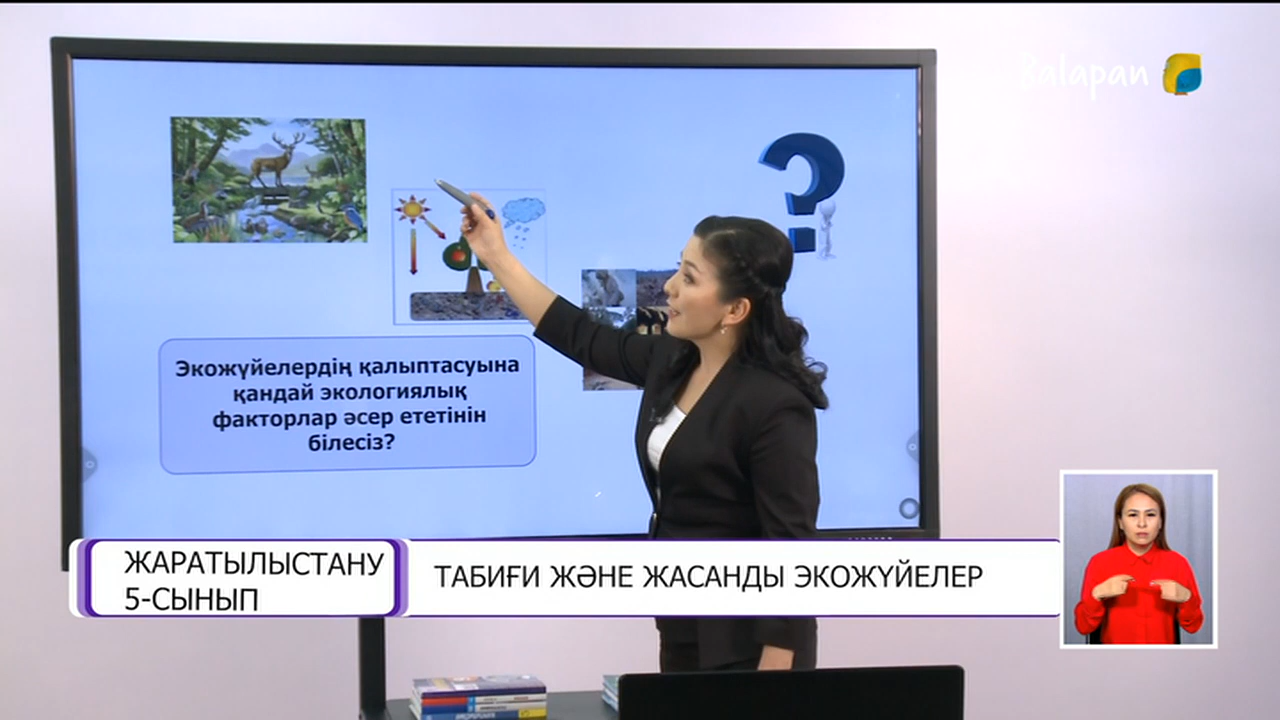 Balapan
Экожүйелердің қалыптасуына
қандай экологиялық
факторлар әсер ететінін
білесіз?
ЖАРАТЫЛЫСТАНУ
5-СЫНЫП
ТАБИҒИ ЖӘНЕ ЖАСАНДЫ ЭКОЖҮЙЕЛЕР